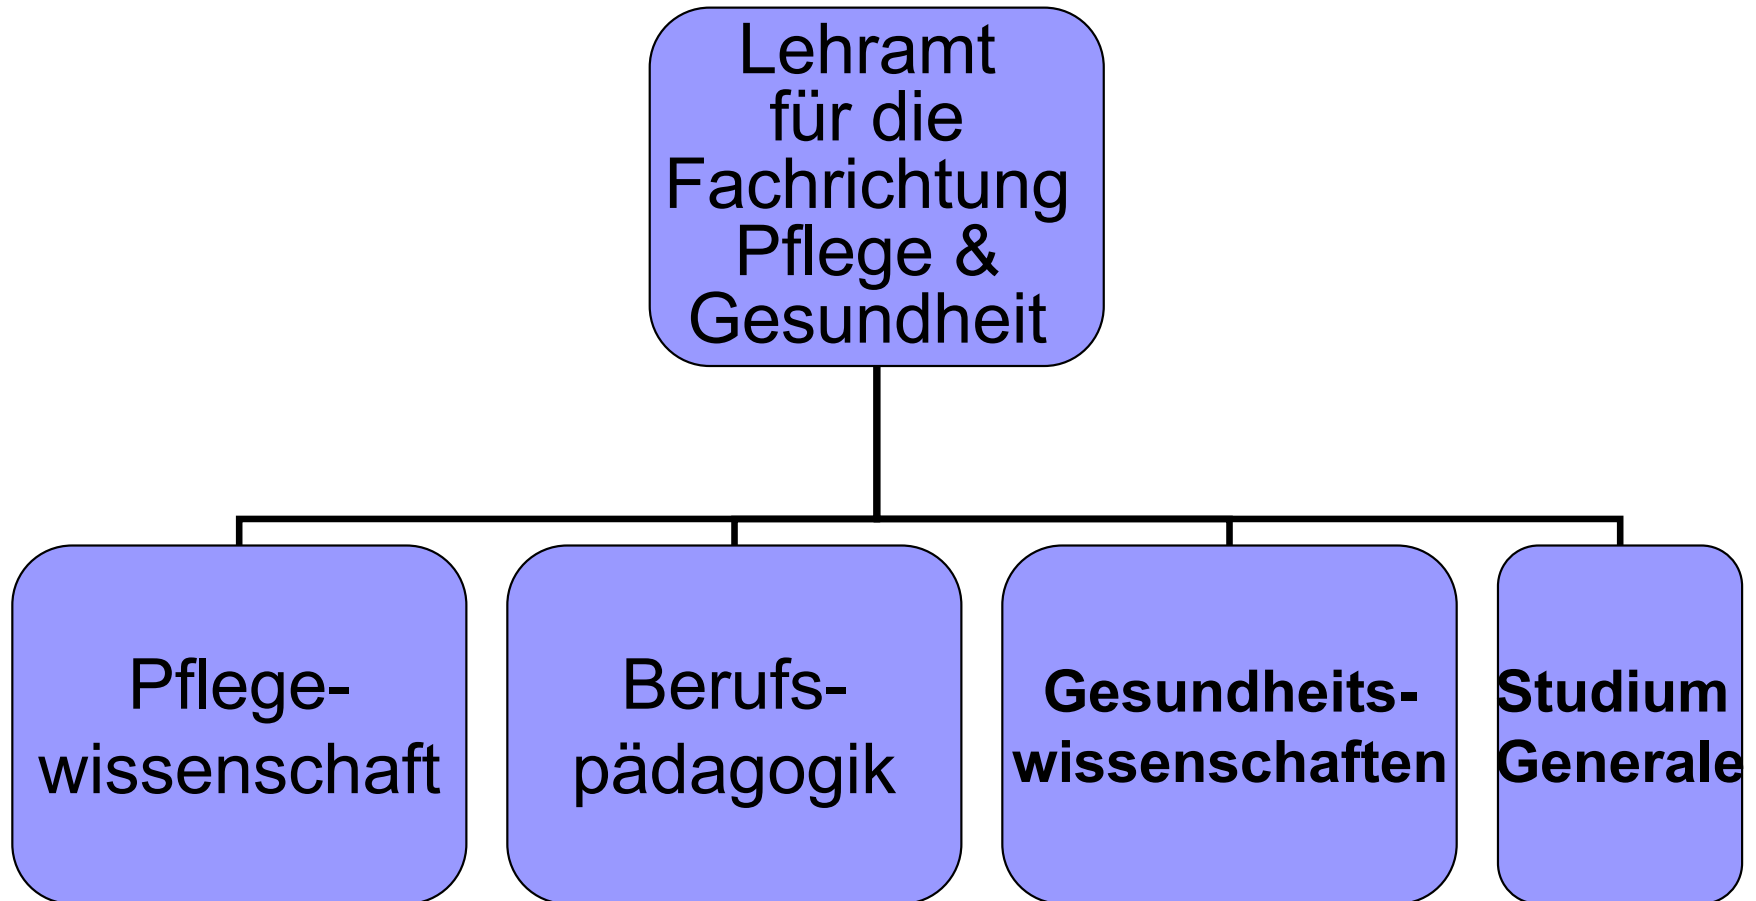 Lehramt
für die
Fachrichtung
Pflege &
Gesundheit
Pflege-
wissenschaft
Berufs-
pädagogik
Gesundheits-
wissenschaften
Studium
Generale